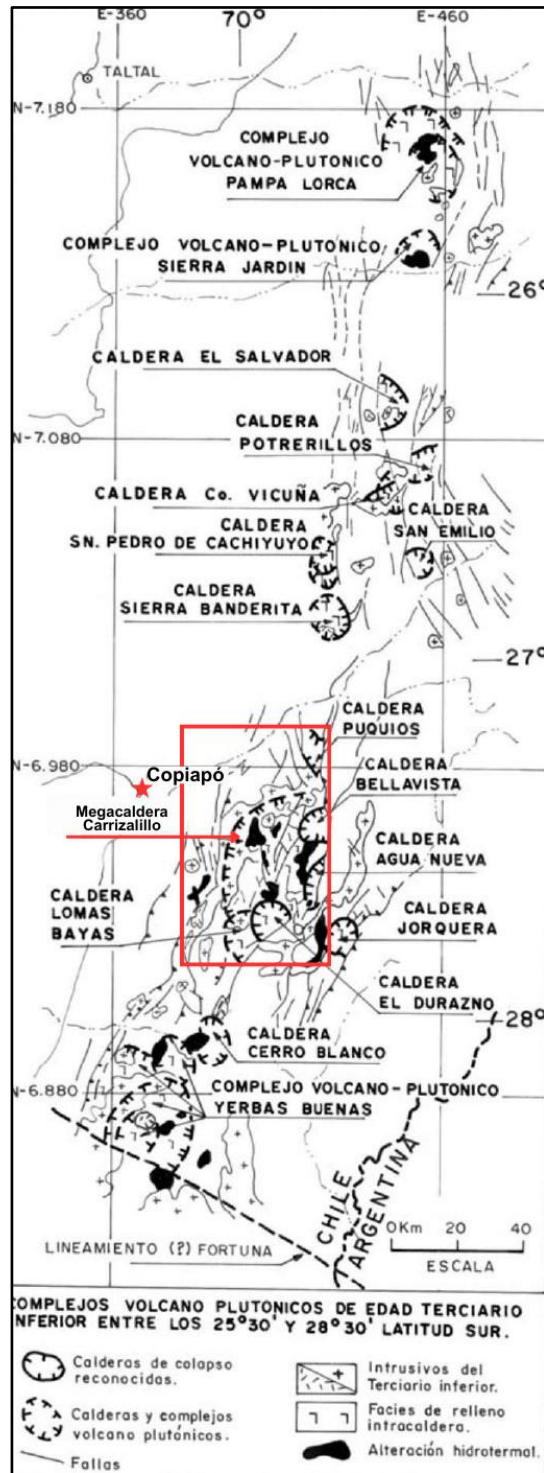 E-360
70°
E-460
TALTAL
N-7.180
COMPLEJO
VOLCANO-PLUTONICO
PAMPA LORCA
COMPLEJO VOLCANO-PLUTONICO
SIERRA JARDIN
26°
CALDERA EL SALVADOR
CALDERA
POTRERILLOS
N-7.080
CALDERA Co. VICUÑA
CALDERA
SN. PEDRO DE CACHIYUYO
CALDERA
SAN EMILIO
CALDERA
SIERRA BANDERITA
27°
CALDERA
PUQUIOS
N-6.980
Copiapó
CALDERA
BELLAVISTA
Megacaldera
Carrizalillo
CALDERA
AGUA NUEVA
CALDERA
LOMAS
BAYAS
CALDERA
JORQUERA
CALDERA
EL DURAZNO
28°
CALDERA
CERRO BLANCO
N-6.880
COMPLEJO VOLCANO-PLUTONICO
YERBAS BUENAS
CHILE
ARGENTINA
0Km 20 40
ESCALA
LINEAMIENTO (?) FORTUNA
COMPLEJOS VOLCANO PLUTONICOS DE EDAD TERCIARIO
INFERIOR ENTRE LOS 25°30' Y 28°30' LATITUD SUR.
Calderas de colapso
reconocidas.
Calderas y complejos
volcano plutónicos.
Fallas
Intrusivos del
Terciario inferior.
Facies de relleno
intracaldera.
Alteración hidrotermal.